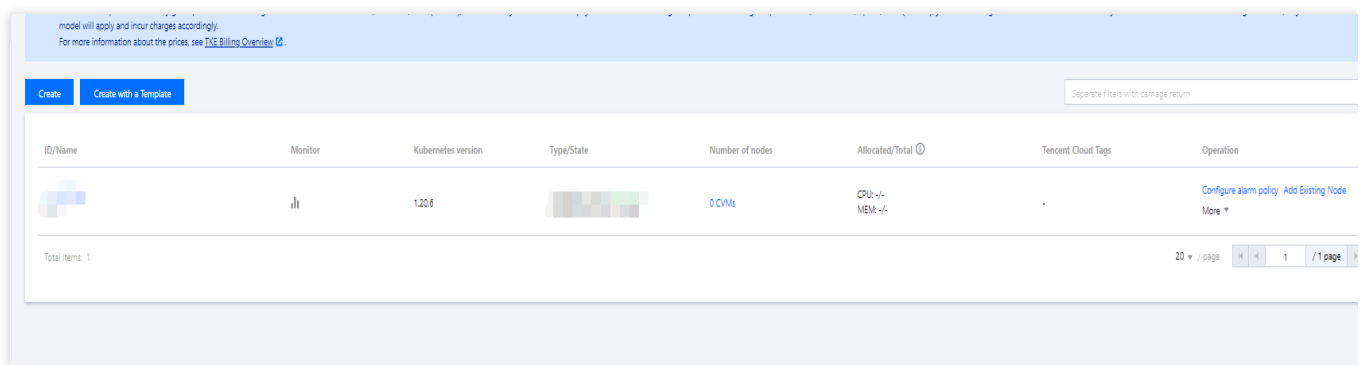 model will apply and incur charges accordingly.
For more information about the prices, see TKE Billing Overview .
Create Create with a Template Separate filters with carriage return
ID/Name Monitor Kubernetes version Type/State Number of nodes Allocated/Total Tencent Cloud Tags Operation
1.20.6 0 CVMs CPU: -/- - Configure alarm policy Add Existing Node
MEM: -/- More
Total items: 1 20 / page 1 / 1 page